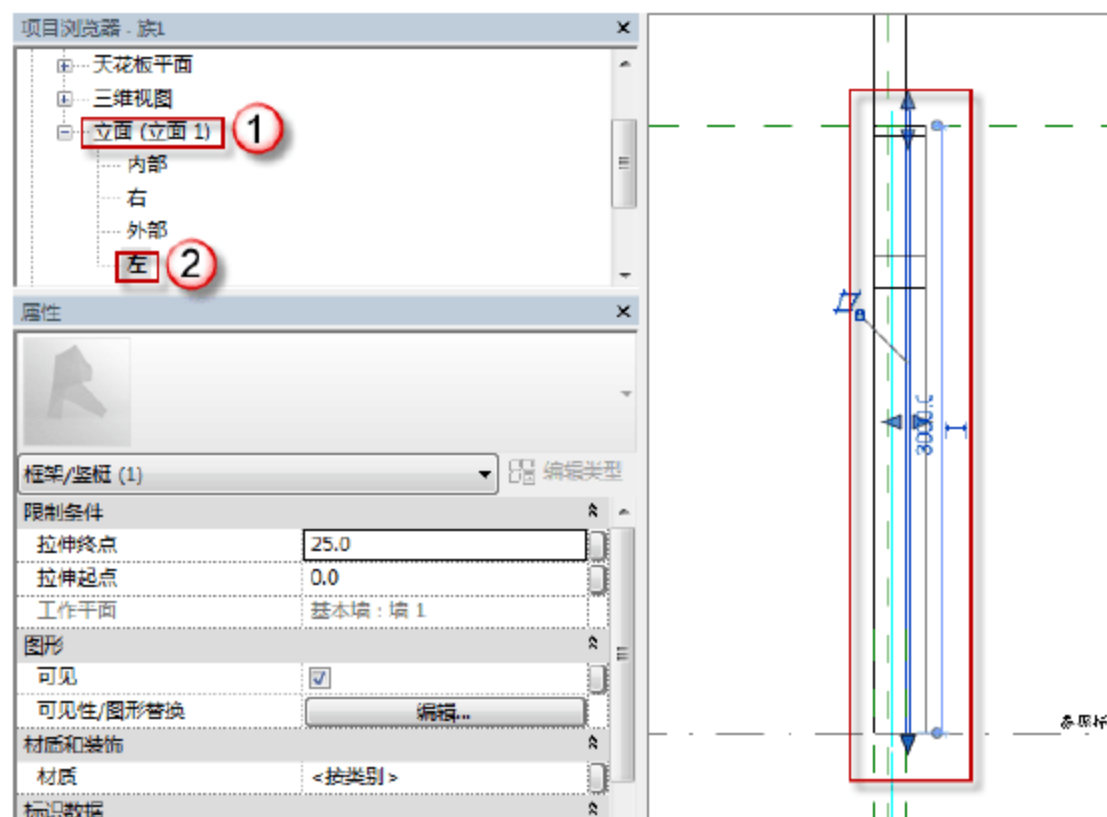 项目浏览器 - 族1
天花板平面
三维视图
立面 (立面 1)
1
内部
右
外部
左
2
属性
框架/竖梃 (1)
编辑类型
限制条件
拉伸终点 25.0
拉伸起点 0.0
工作平面 基本墙 : 墙 1
图形
可见
可见性/图形替换 编辑...
材质和装饰
材质 <按类别>
标识数据